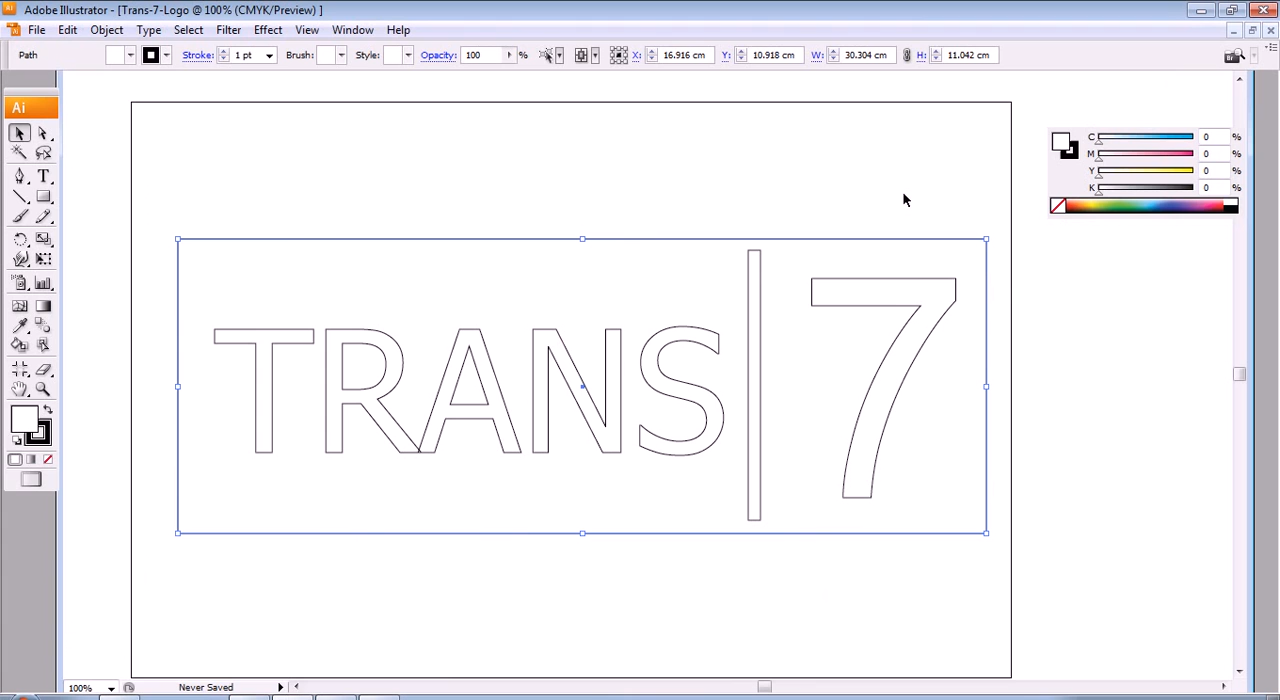 Adobe Illustrator - [Trans-7-Logo @ 100% (CMYK/Preview) ]
File Edit Object Type Select Filter Effect View Window Help
Path Stroke: 1 pt Brush: Style: Opacity: 100 % X: 16.916 cm Y: 10.918 cm W: 30.304 cm H: 11.042 cm
Br
Ai
C 0 %
M 0 %
Y 0 %
K 0 %
T
TRANS 7
100% Never Saved